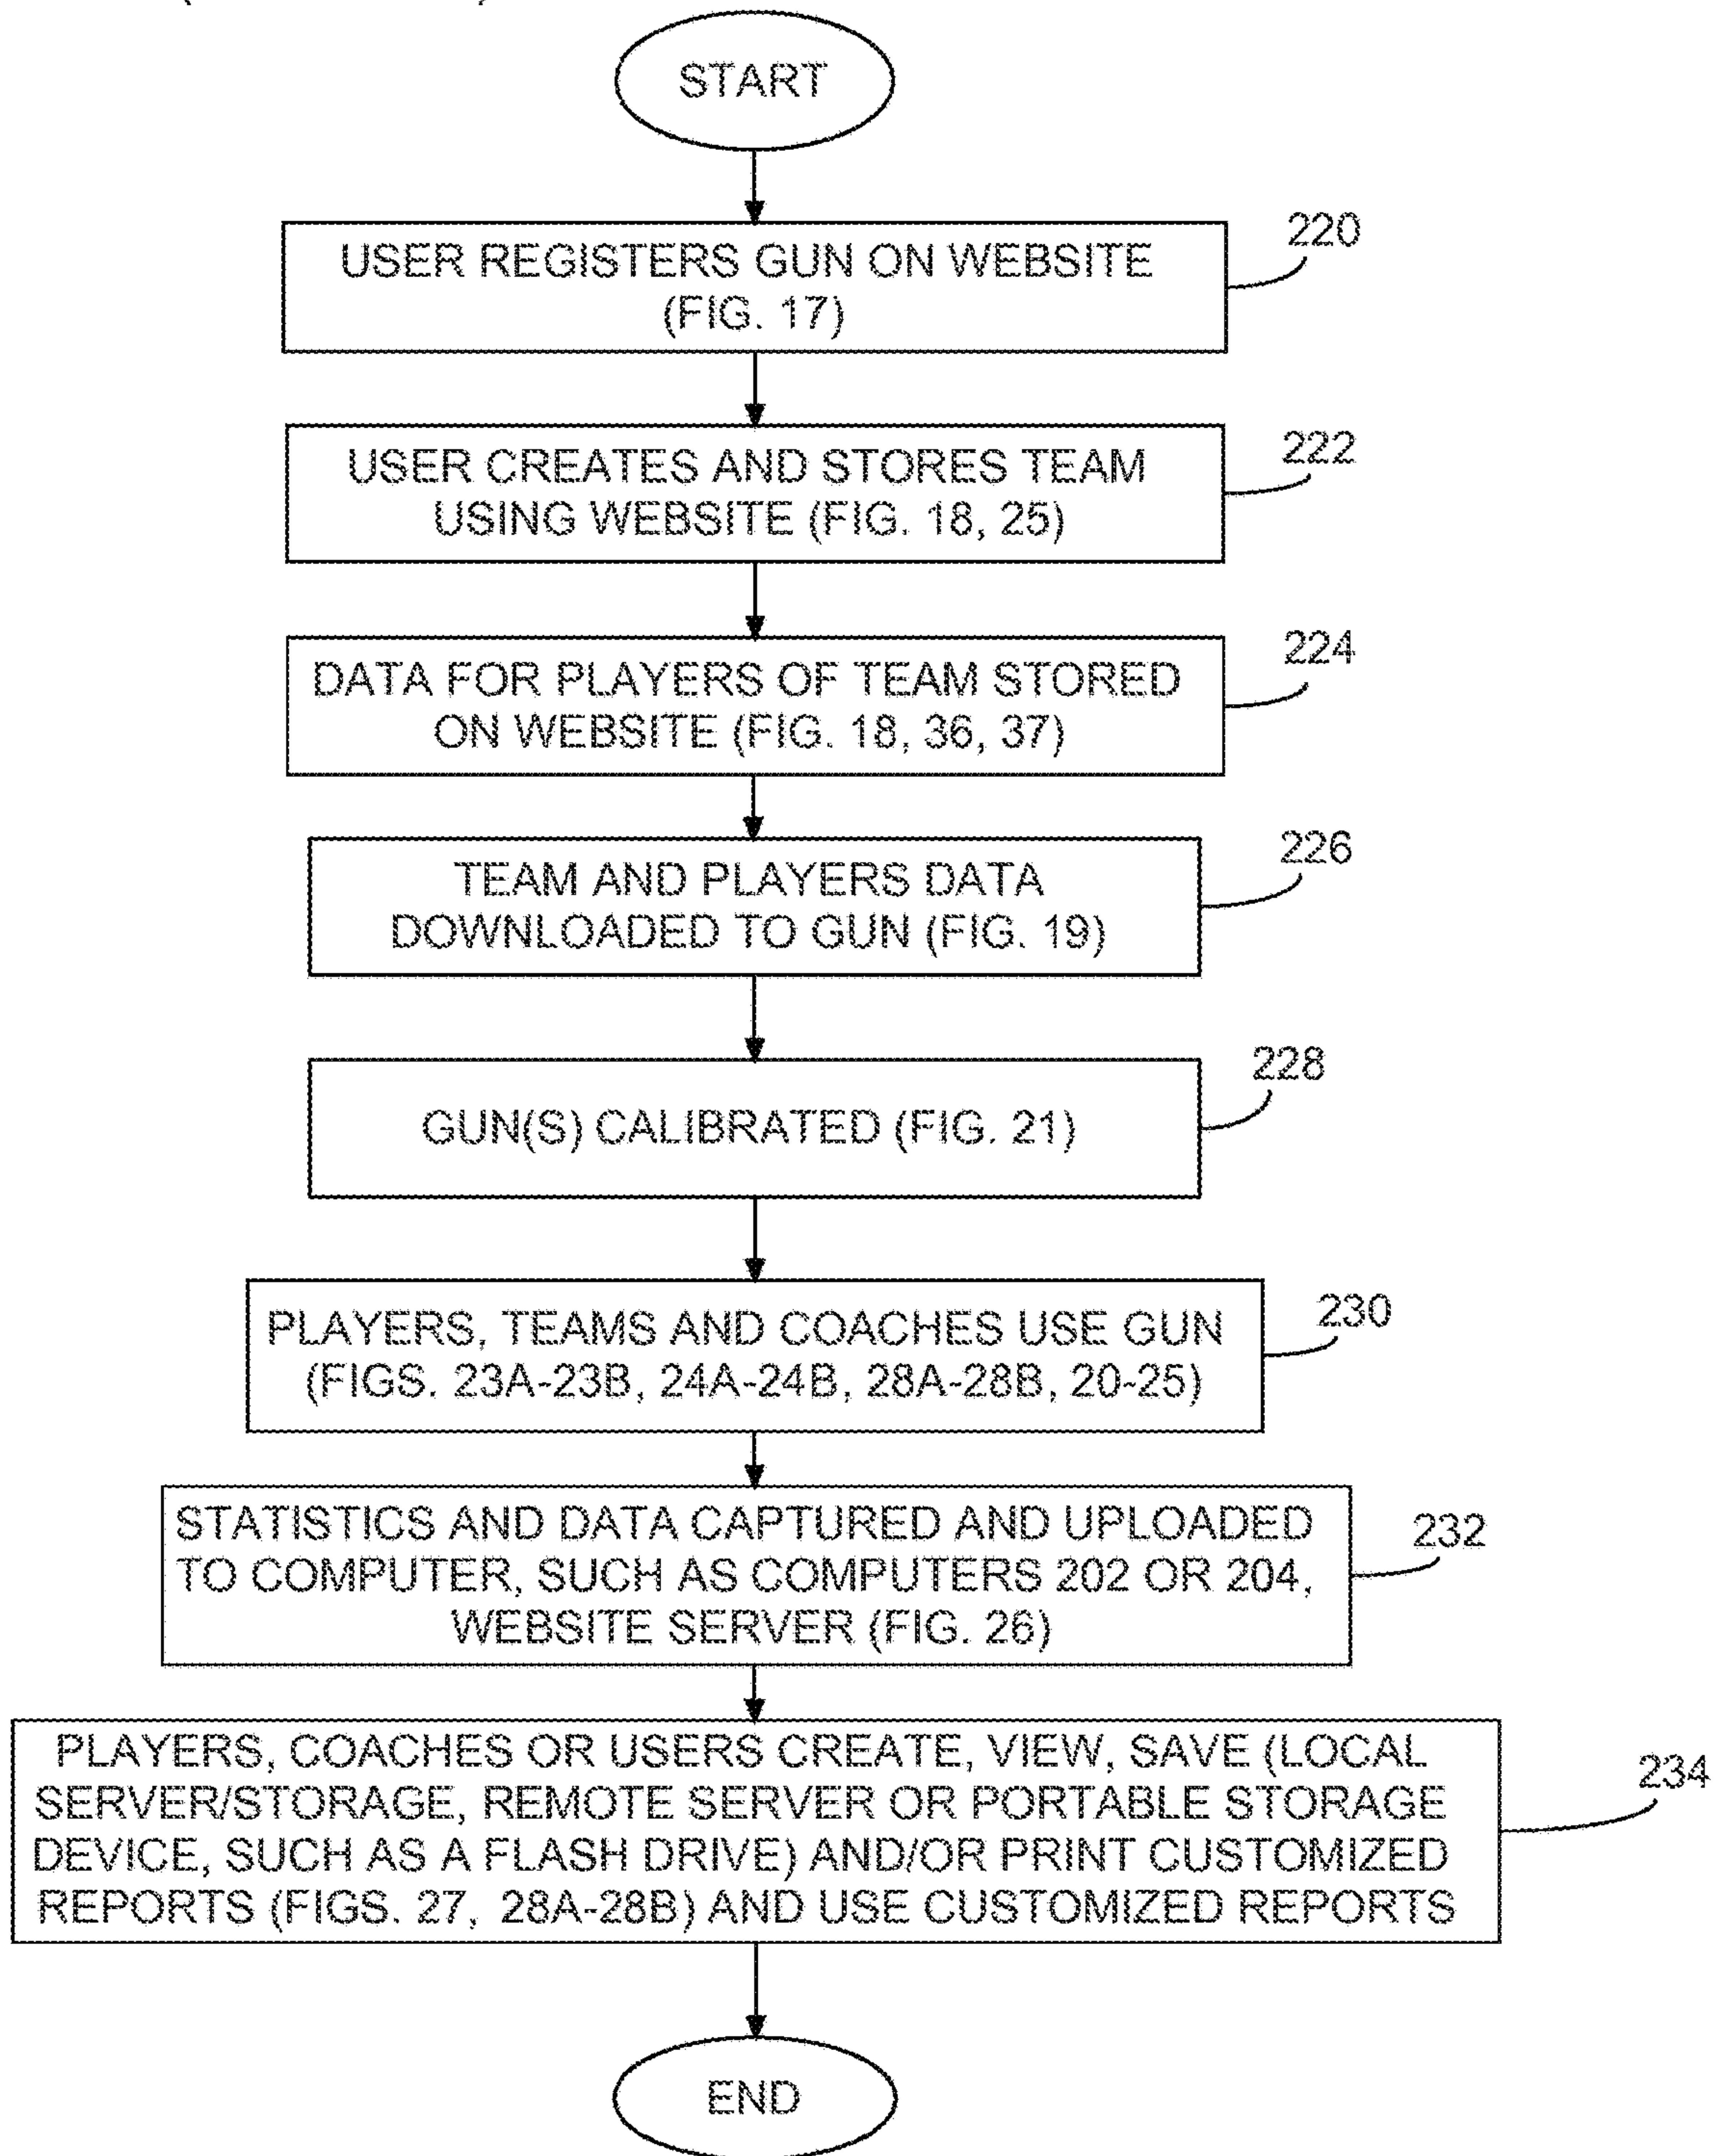 START
USER REGISTERS GUN ON WEBSITE
(FIG. 17)
220
USER CREATES AND STORES TEAM
USING WEBSITE (FIG. 18, 25)
222
DATA FOR PLAYERS OF TEAM STORED
ON WEBSITE (FIG. 18, 36, 37)
224
TEAM AND PLAYERS DATA
DOWNLOADED TO GUN (FIG. 19)
226
GUN(S) CALIBRATED (FIG. 21)
228
PLAYERS, TEAMS AND COACHES USE GUN
(FIGS. 23A-23B, 24A-24B, 28A-28B, 20-25)
230
STATISTICS AND DATA CAPTURED AND UPLOADED
TO COMPUTER, SUCH AS COMPUTERS 202 OR 204,
WEBSITE SERVER (FIG. 26)
232
PLAYERS, COACHES OR USERS CREATE, VIEW, SAVE (LOCAL
SERVER/STORAGE, REMOTE SERVER OR PORTABLE STORAGE
DEVICE, SUCH AS A FLASH DRIVE) AND/OR PRINT CUSTOMIZED
REPORTS (FIGS. 27, 28A-28B) AND USE CUSTOMIZED REPORTS
234
END